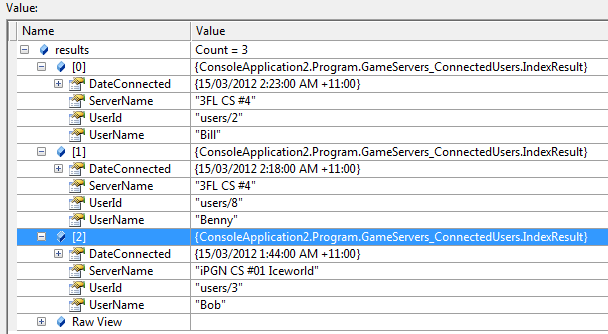 Value:
Name Value
results Count = 3
[0] {ConsoleApplication2.Program.GameServers_ConnectedUsers.IndexResult}
DateConnected {15/03/2012 2:23:00 AM +11:00}
ServerName "3FL CS #4"
UserId "users/2"
UserName "Bill"
[1] {ConsoleApplication2.Program.GameServers_ConnectedUsers.IndexResult}
DateConnected {15/03/2012 2:18:00 AM +11:00}
ServerName "3FL CS #4"
UserId "users/8"
UserName "Benny"
[2] {ConsoleApplication2.Program.GameServers_ConnectedUsers.IndexResult}
DateConnected {15/03/2012 1:44:00 AM +11:00}
ServerName "iPGN CS #01 Iceworld"
UserId "users/3"
UserName "Bob"
Raw View